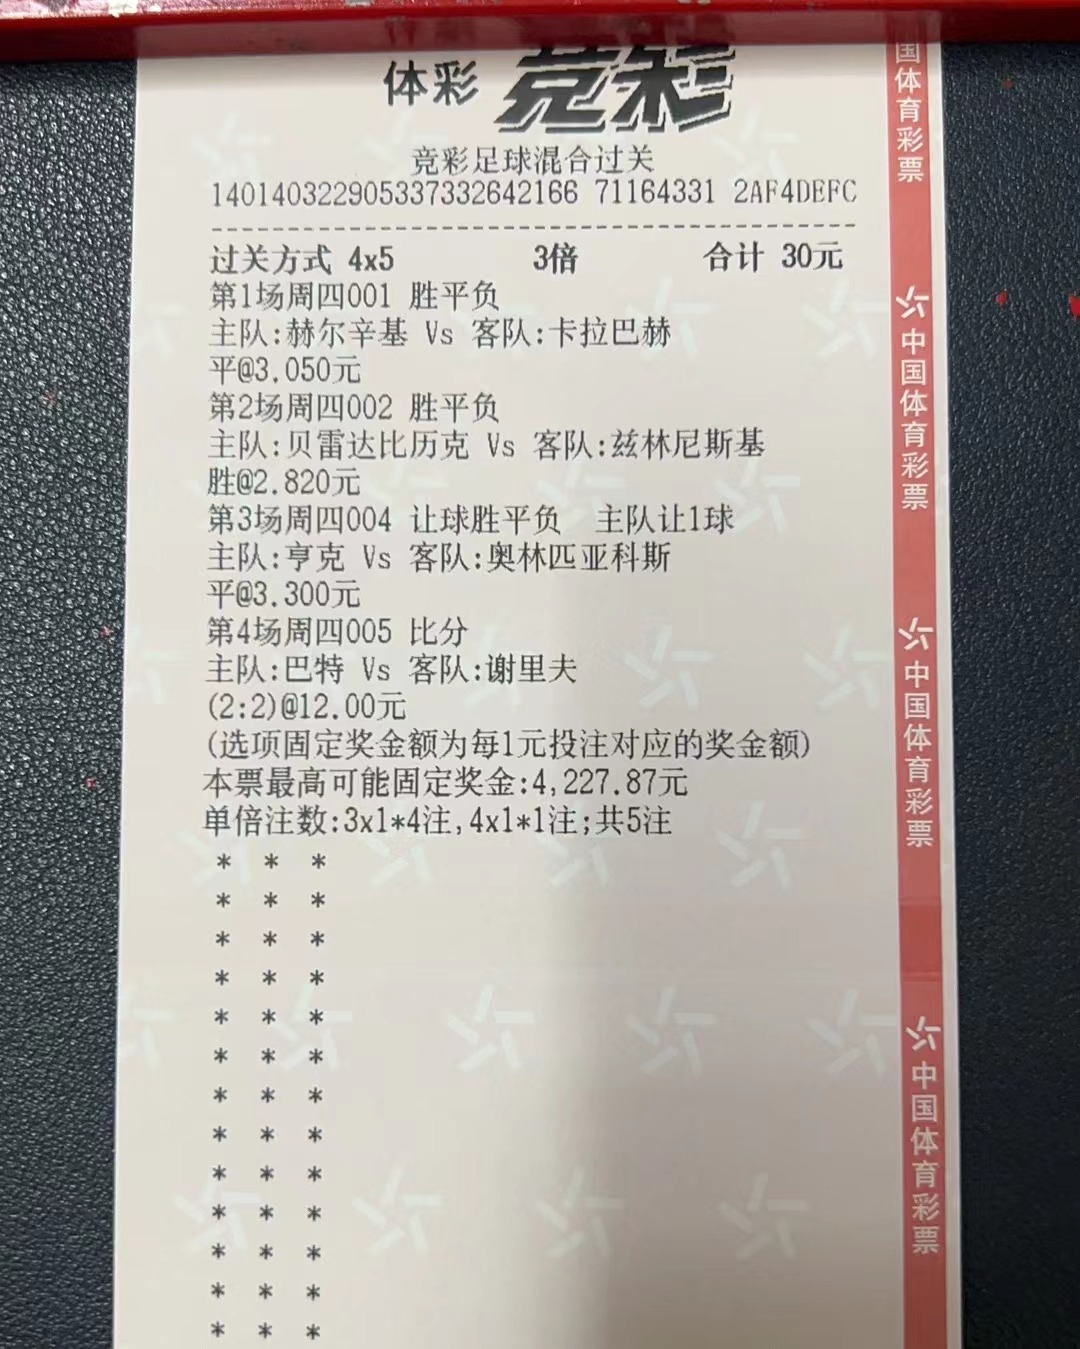 体彩 竞彩
竞彩足球混合过关
140140322905337332642166 71164331 2AF4DEFC
过关方式 4x5 3倍 合计 30元
第1场周四001 胜平负
主队:赫尔辛基 Vs 客队:卡拉巴赫
平@3.050元
第2场周四002 胜平负
主队:贝雷达比历克 Vs 客队:兹林尼斯基
胜@2.820元
第3场周四004 让球胜平负 主队让1球
主队:亨克 Vs 客队:奥林匹亚科斯
平@3.300元
第4场周四005 比分
主队:巴特 Vs 客队:谢里夫
(2:2)@12.00元
(选项固定奖金额为每1元投注对应的奖金额)
本票最高可能固定奖金:4,227.87元
单倍注数:3x1*4注,4x1*1注;共5注
* * *
* * *
* * *
* * *
* * *
* * *
* * *
* * *
* * *
* * *
* * *
* * *
* * *
国体育彩票
中国体育彩票
中国体育彩票
中国体育彩票